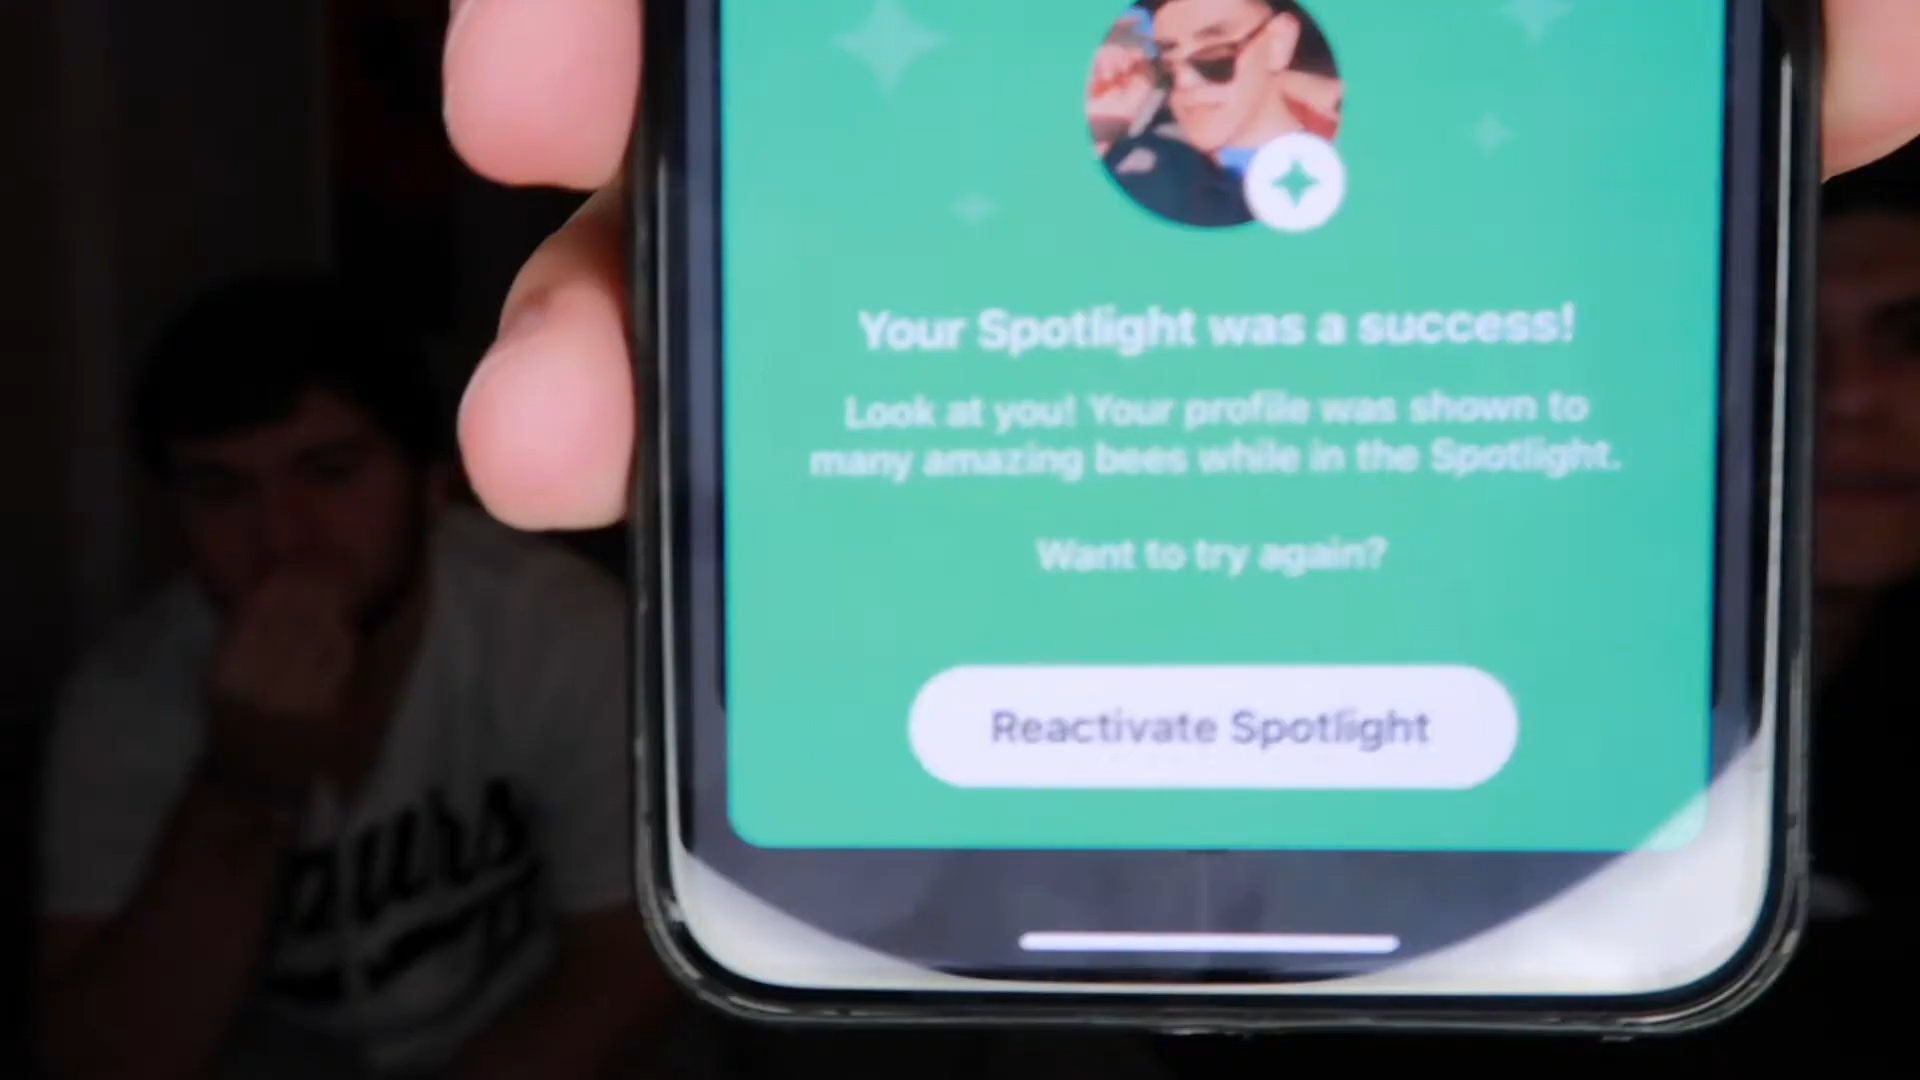 Your Spotlight was a success!
Look at you! Your profile was shown to
many amazing bees while in the Spotlight.
Want to try again?
Reactivate Spotlight